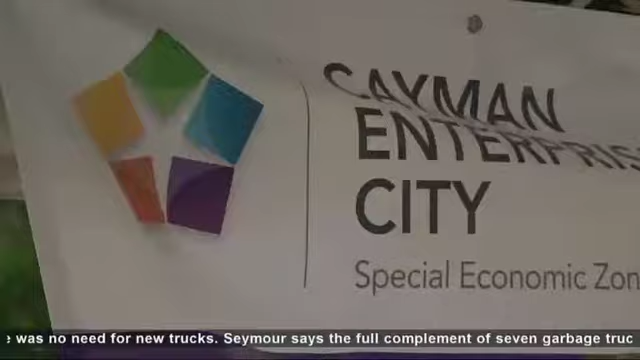 CAYMAN
ENTERPRIS
CITY
Special Economic Zon
was no need for new trucks. Seymour says the full complement of seven garbage truc